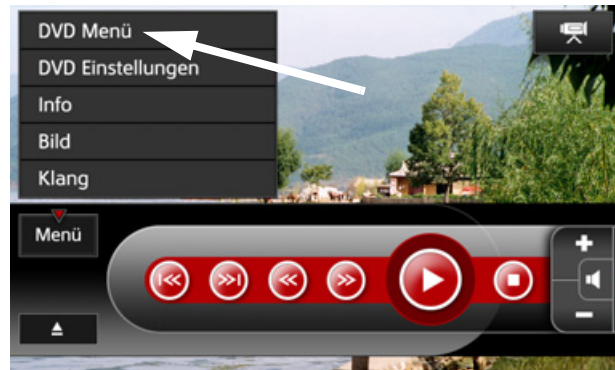 DVD Menü
DVD Einstellungen
Info
Bild
Klang
Menü